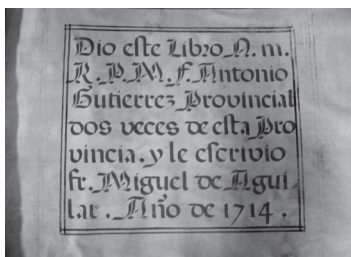 Dio este Libro N. m.
R. P. M. f. Antonio
Gutierrez Provincial
dos veces de esta Pro
vincia. y le escrivio
fr. Miguel de Agui
lar. Año de 1714.